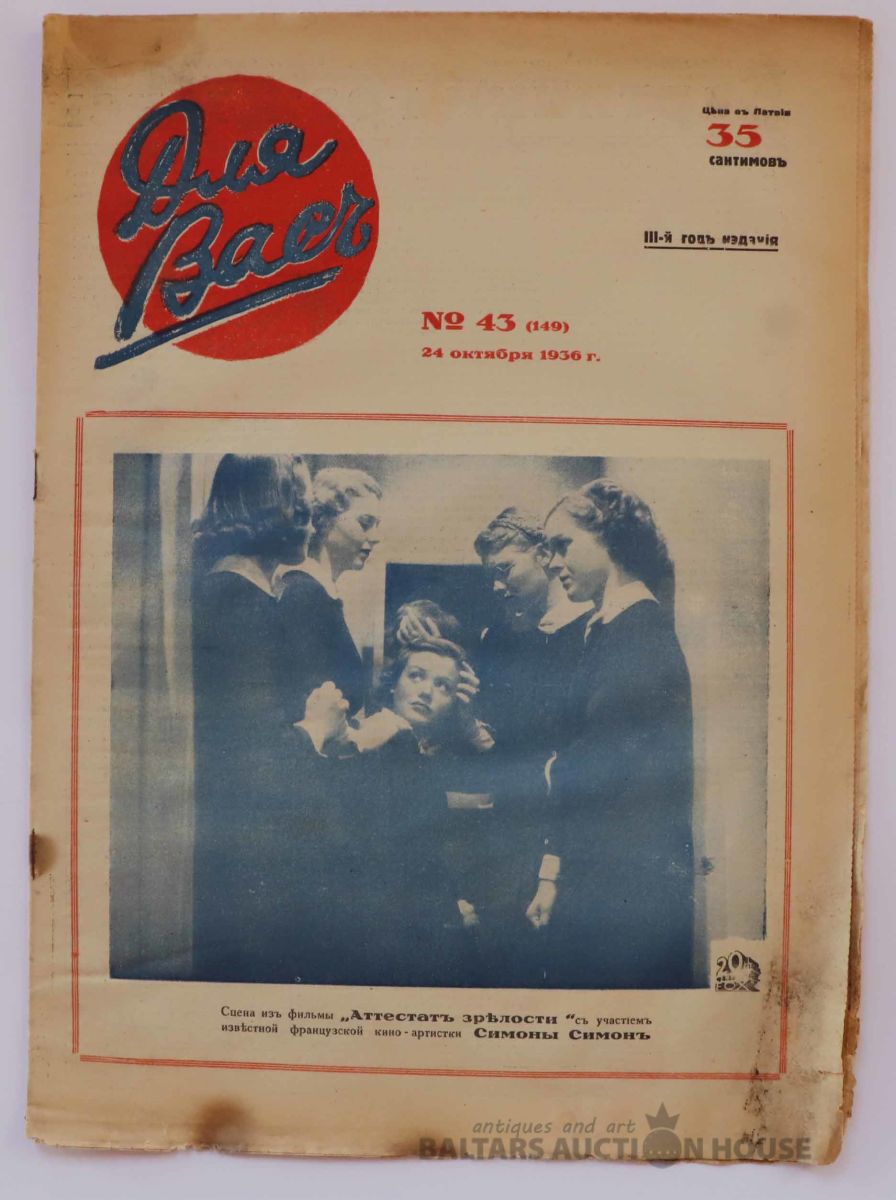 Для
Васъ
Цѣна въ Латвіи
35
сантимовъ
III-й годъ изданія
№ 43 (149)
24 октября 1936 г.
20th
FOX
Сцена изъ фильмы „Аттестатъ зрѣлости “съ участіемъ
извѣстной французской кино-артистки Симоны Симонъ
antiques and art
BALTARS AUCTION HOUSE